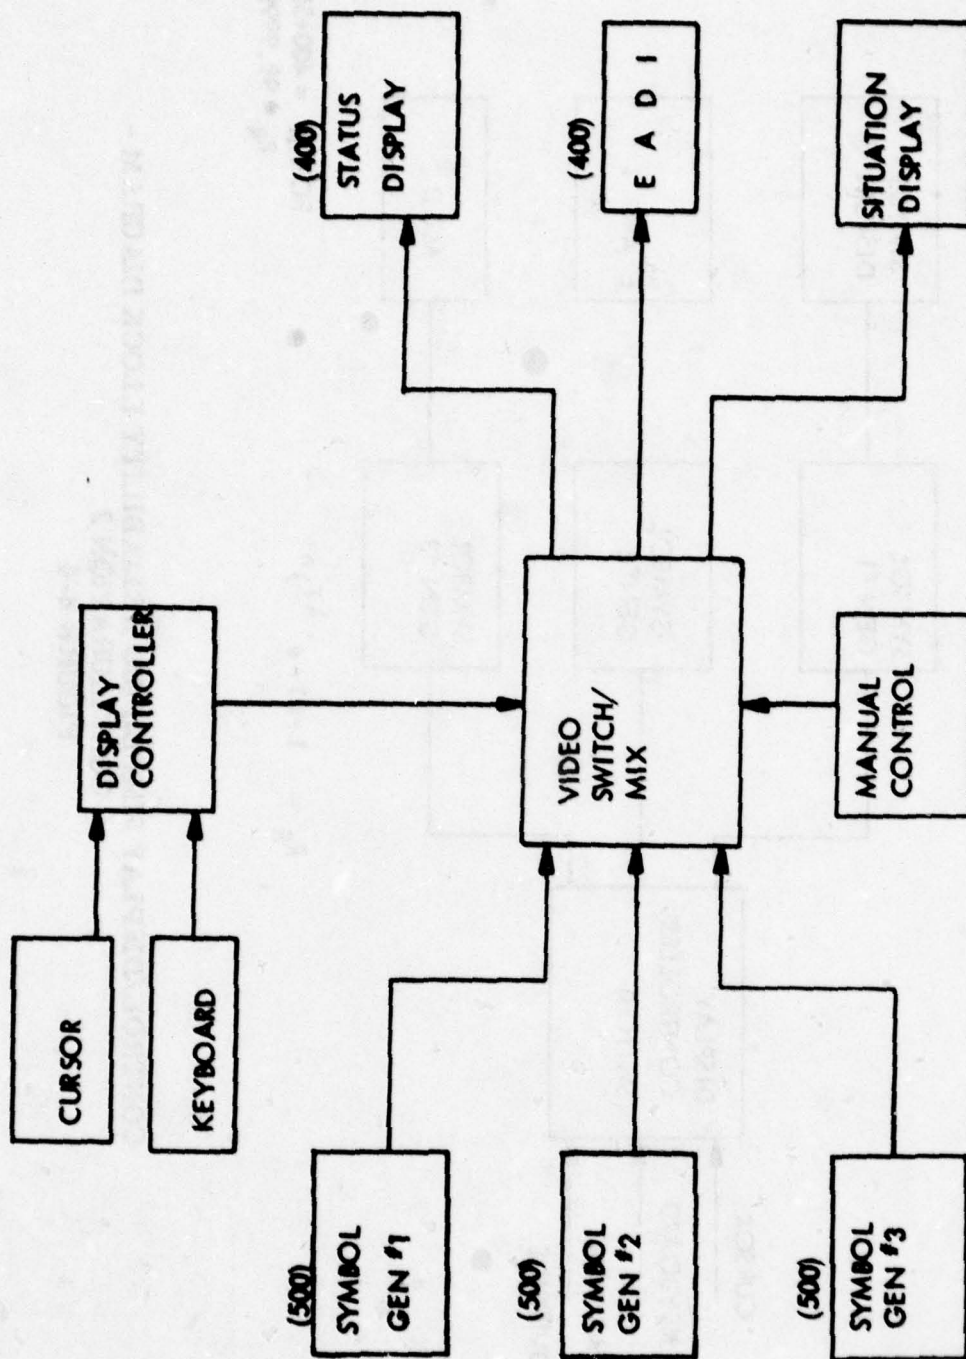 CURSOR
KEYBOARD
DISPLAY
CONTROLLER
(500)
SYMBOL
GEN #1
(500)
SYMBOL
GEN #2
(500)
SYMBOL
GEN #3
VIDEO
SWITCH/
MIX
MANUAL
CONTROL
(400)
STATUS
DISPLAY
(400)
E A D I
SITUATION
DISPLAY